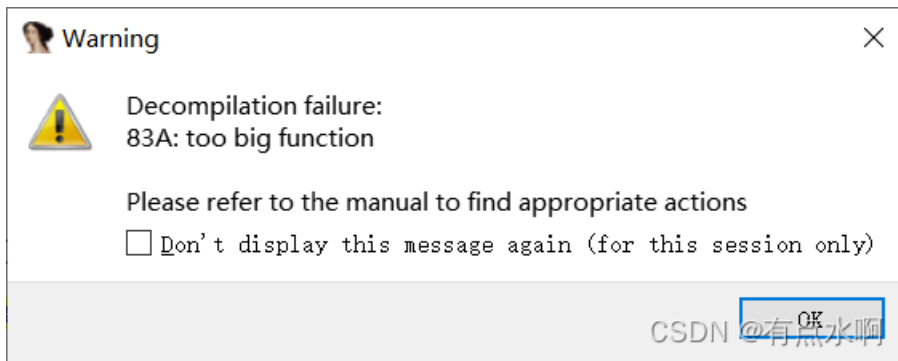 Warning
Decompilation failure:
83A: too big function
Please refer to the manual to find appropriate actions
Don't display this message again (for this session only)
OK
CSDN @有点水啊